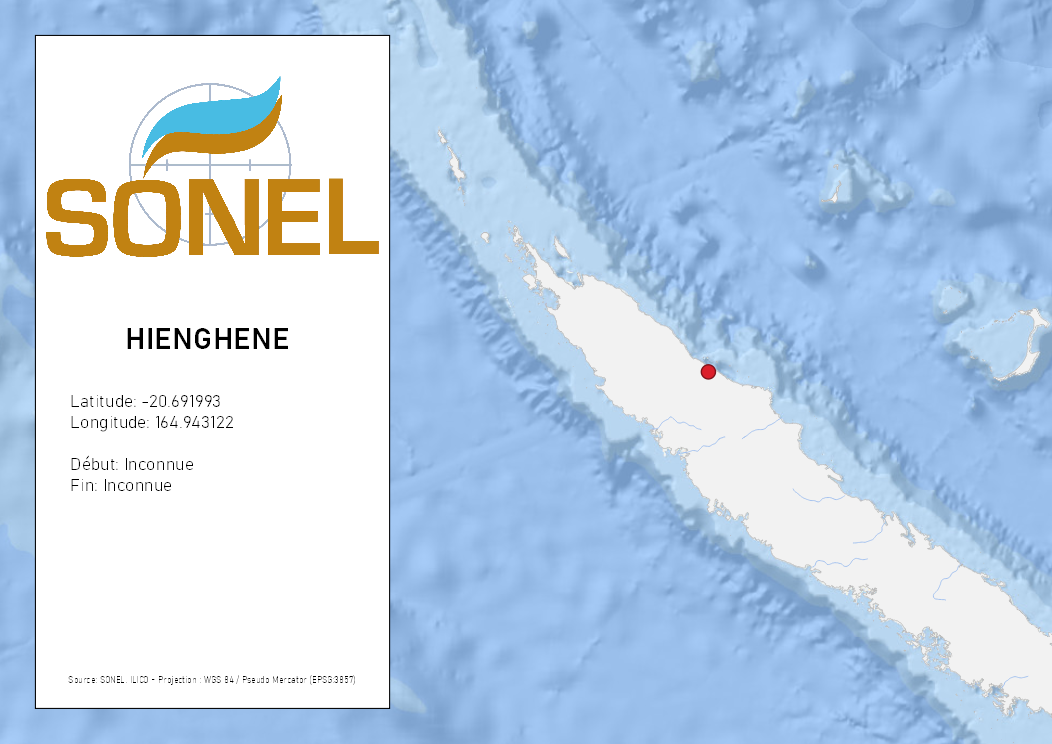 SONEL
HIENGHENE
Latitude: -20.691993
Longitude: 164.943122
Début: Inconnue
Fin: Inconnue
Source: SONEL, ILICO - Projection : WGS 84 / Pseudo Mercator (EPSG:3857)